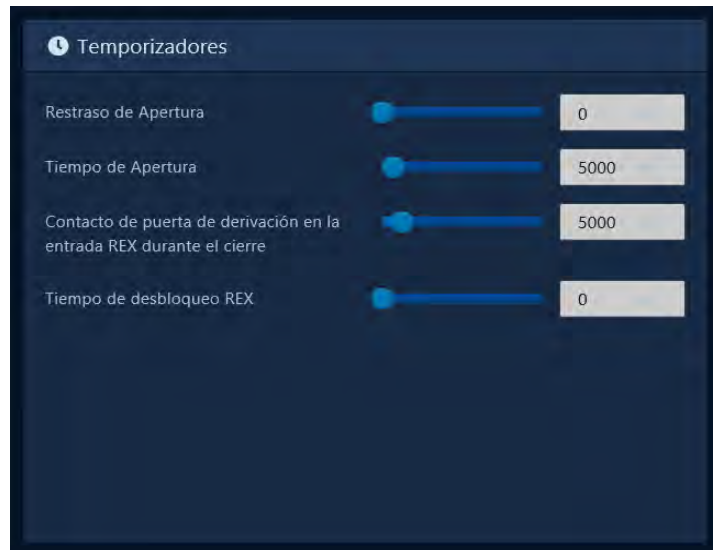 Temporizadores
Restraso de Apertura
0
Tiempo de Apertura
5000
Contacto de puerta de derivación en la
entrada REX durante el cierre
5000
Tiempo de desbloqueo REX
0